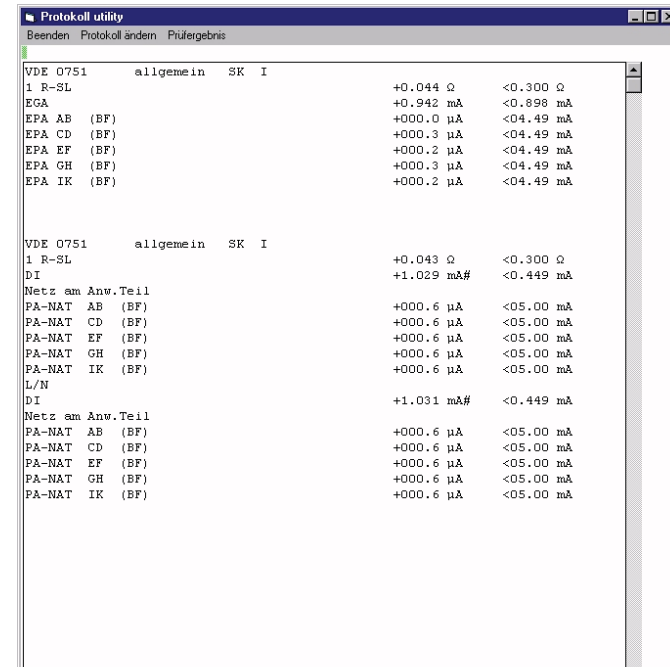 Protokoll utility
Beenden Protokoll ändern Prüfergebnis
VDE 0751 allgemein SK I
1 R-SL +0.044 Ω <0.300 Ω
EGA +0.942 mA <0.898 mA
EPA AB (BF) +000.0 µA <04.49 mA
EPA CD (BF) +000.3 µA <04.49 mA
EPA EF (BF) +000.2 µA <04.49 mA
EPA GH (BF) +000.3 µA <04.49 mA
EPA IK (BF) +000.2 µA <04.49 mA
VDE 0751 allgemein SK I
1 R-SL +0.043 Ω <0.300 Ω
DI +1.029 mA# <0.449 mA
Netz am Anw.Teil
PA-NAT AB (BF) +000.6 µA <05.00 mA
PA-NAT CD (BF) +000.6 µA <05.00 mA
PA-NAT EF (BF) +000.6 µA <05.00 mA
PA-NAT GH (BF) +000.6 µA <05.00 mA
PA-NAT IK (BF) +000.6 µA <05.00 mA
L/N
DI +1.031 mA# <0.449 mA
Netz am Anw.Teil
PA-NAT AB (BF) +000.6 µA <05.00 mA
PA-NAT CD (BF) +000.6 µA <05.00 mA
PA-NAT EF (BF) +000.6 µA <05.00 mA
PA-NAT GH (BF) +000.6 µA <05.00 mA
PA-NAT IK (BF) +000.6 µA <05.00 mA